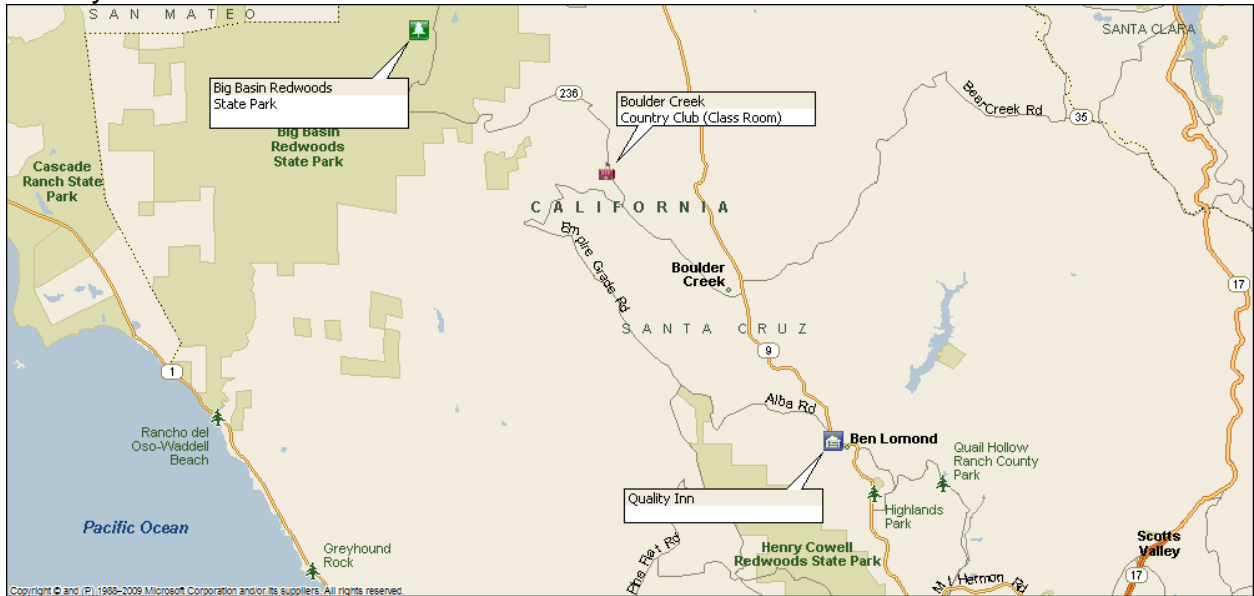 SAN MATEO
SANTA CLARA
Big Basin Redwoods
State Park
236
Boulder Creek
Country Club (Class Room)
Bear Creek Rd
35
Big Basin
Redwoods
State Park
Cascade
Ranch State
Park
CALIFORNIA
Empire Grade Rd
Boulder
Creek
17
SANTA CRUZ
9
1
Alba Rd
Rancho del
Oso-Waddell
Beach
Ben Lomond
Quail Hollow
Ranch County
Park
Quality Inn
Highlands
Park
Pacific Ocean
Greyhound
Rock
Pine Flat Rd
Henry Cowell
Redwoods State Park
Scotts
Valley
17
Mt Hermon Rd
Copyright © and (P) 1988–2009 Microsoft Corporation and/or its suppliers. All rights reserved.